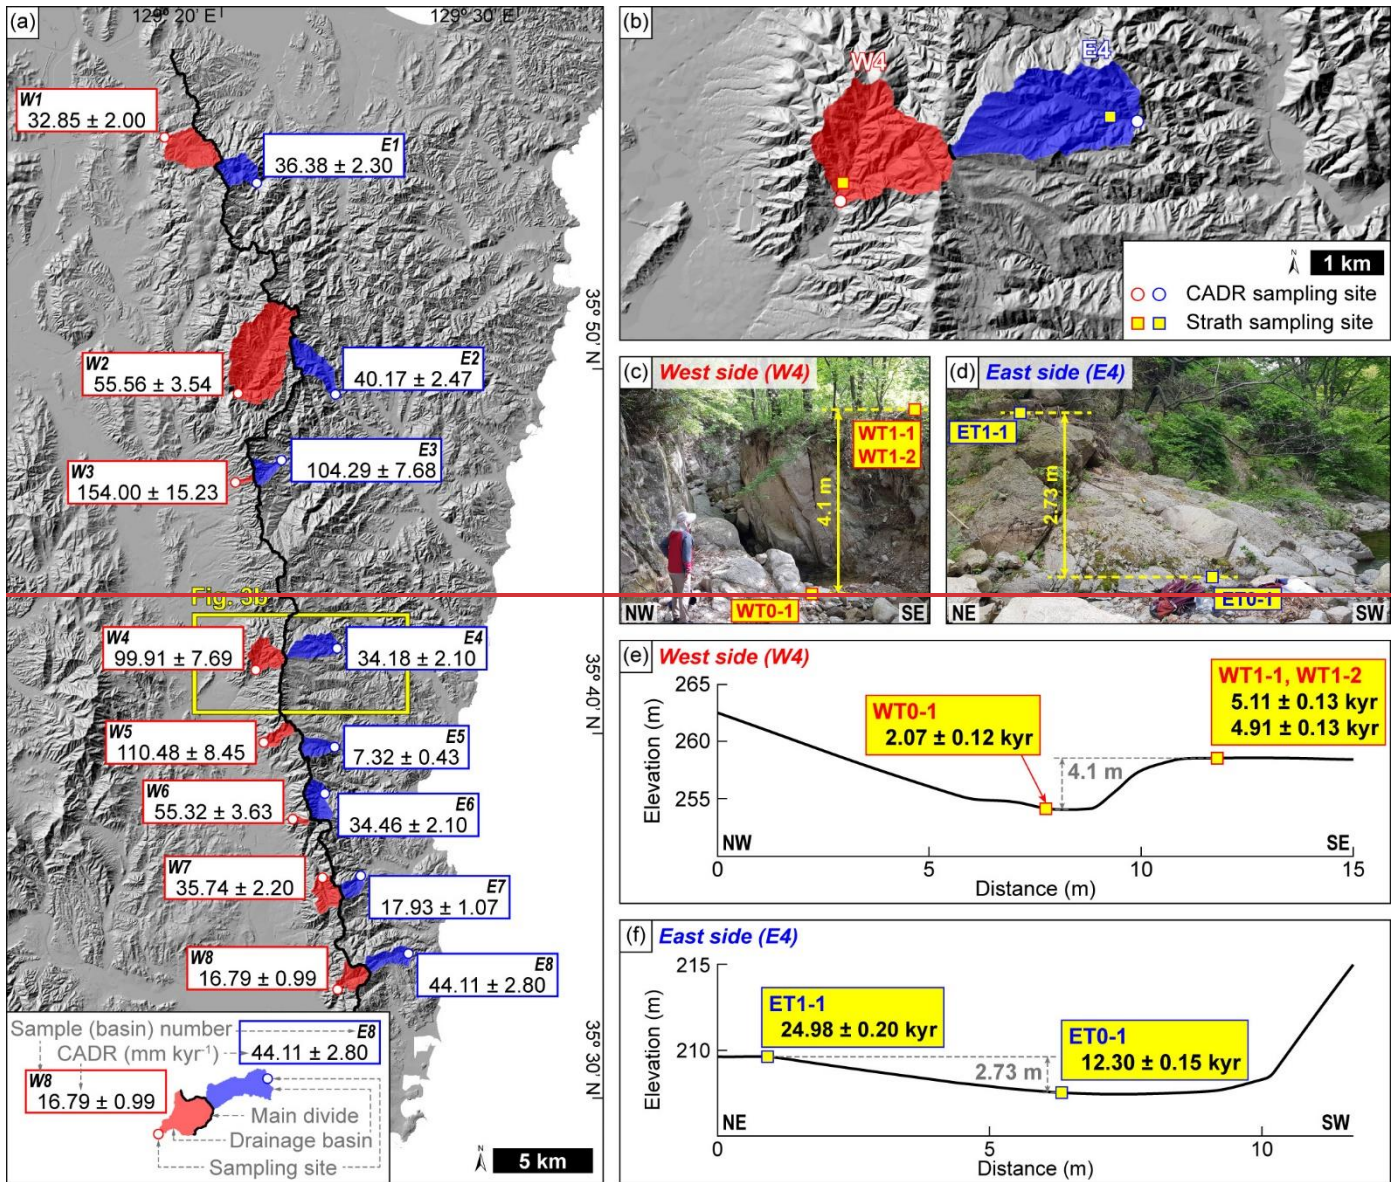 (a)
129° 20' E
129° 30' E
W1
32.85 ± 2.00
E1
36.38 ± 2.30
35° 50' N
W2
55.56 ± 3.54
E2
40.17 ± 2.47
E3
104.29 ± 7.68
W3
154.00 ± 15.23
Fig. 3b
W4
99.91 ± 7.69
E4
34.18 ± 2.10
35° 40' N
W5
110.48 ± 8.45
E5
7.32 ± 0.43
W6
55.32 ± 3.63
E6
34.46 ± 2.10
W7
35.74 ± 2.20
E7
17.93 ± 1.07
W8
16.79 ± 0.99
E8
44.11 ± 2.80
35° 30' N
Sample (basin) number
E8
CADR (mm kyr⁻¹)
44.11 ± 2.80
W8
16.79 ± 0.99
Main divide
Drainage basin
Sampling site
N
5 km
(b)
W4
E4
N
1 km
CADR sampling site
Strath sampling site
(c) West side (W4)
WT1-1
WT1-2
4.1 m
WT0-1
NW
SE
(d) East side (E4)
ET1-1
2.73 m
ET0-1
NE
SW
(e) West side (W4)
265
260
255
Elevation (m)
WT0-1
2.07 ± 0.12 kyr
WT1-1, WT1-2
5.11 ± 0.13 kyr
4.91 ± 0.13 kyr
4.1 m
NW
SE
0
5
10
15
Distance (m)
(f) East side (E4)
215
210
Elevation (m)
ET1-1
24.98 ± 0.20 kyr
ET0-1
12.30 ± 0.15 kyr
2.73 m
NE
SW
0
5
10
Distance (m)